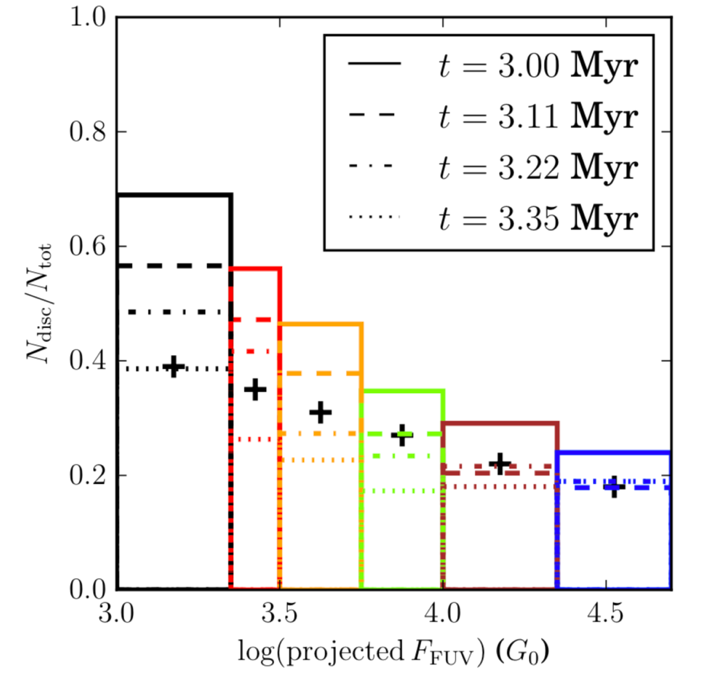 1.0
0.8
0.6
0.4
0.2
0.0
N_disc/N_tot
t = 3.00 Myr
t = 3.11 Myr
t = 3.22 Myr
t = 3.35 Myr
3.0 3.5 4.0 4.5
log(projected F_FUV) (G_0)